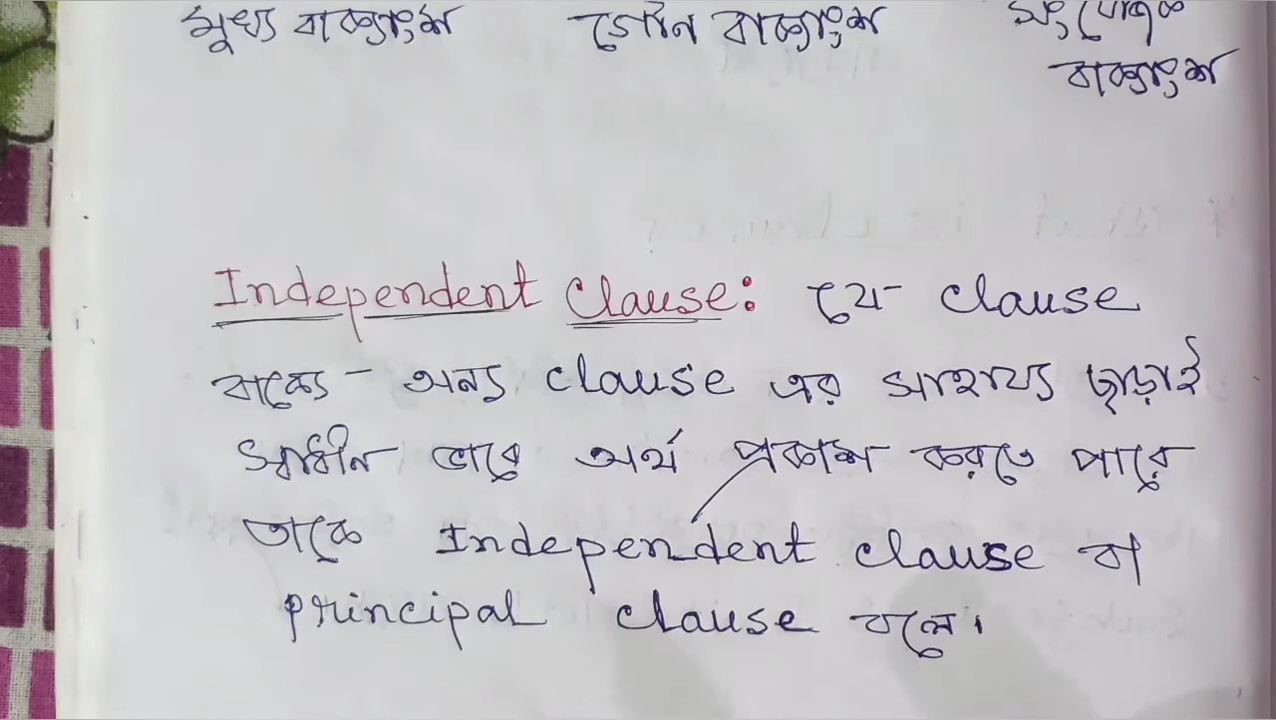 মুখ্য বাক্যাংশ গৌন বাক্যাংশ সংযোজক
বাক্যাংশ
Independent Clause: যে clause
বাক্যে অন্য clause এর সাহায্য ছাড়াই
স্বাধীন ভাবে অর্থ প্রকাশ করতে পারে
তাকে Independent clause বা
principal clause বলে।